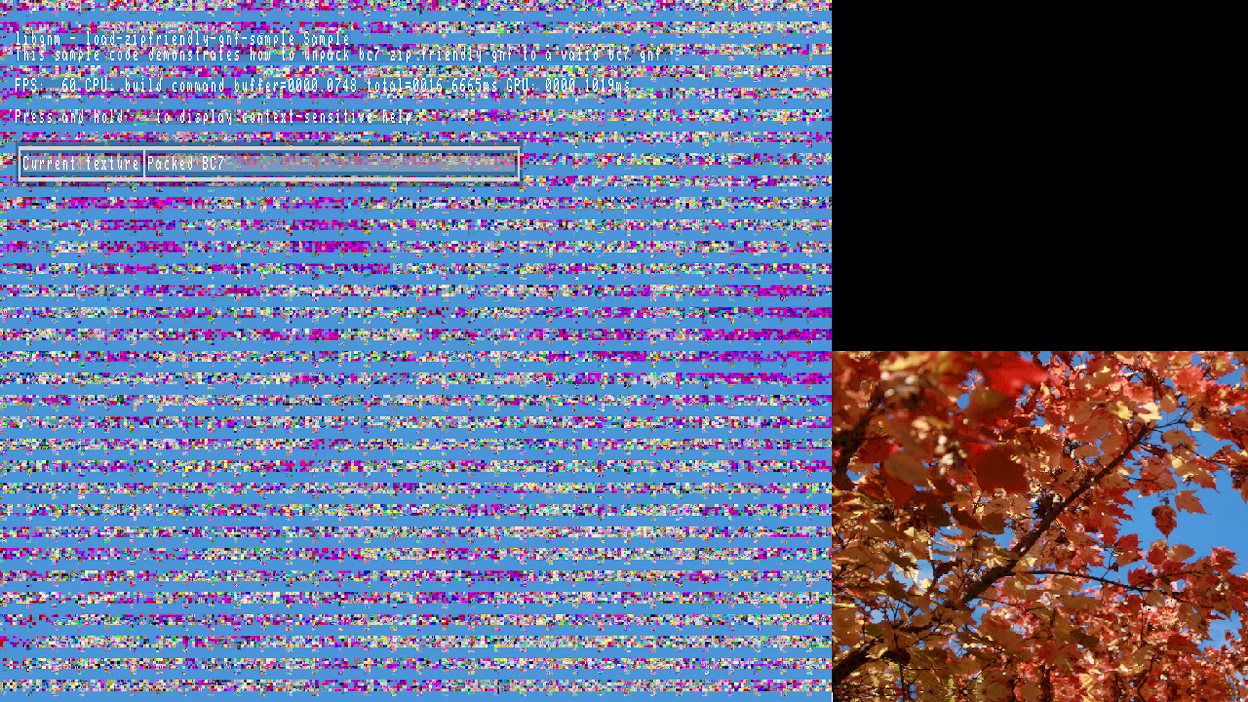 libgnm - load-zipfriendly-gnf-sample Sample
This sample code demonstrates how to unpack bc7 zip friendly gnf to a valid bc7 gnf.
FPS: 60 CPU: build command buffer=0000.0748 total=0016.6665ms GPU: 0000.1019ms
Press and hold to display context-sensitive help.
Current texture Packed BC7